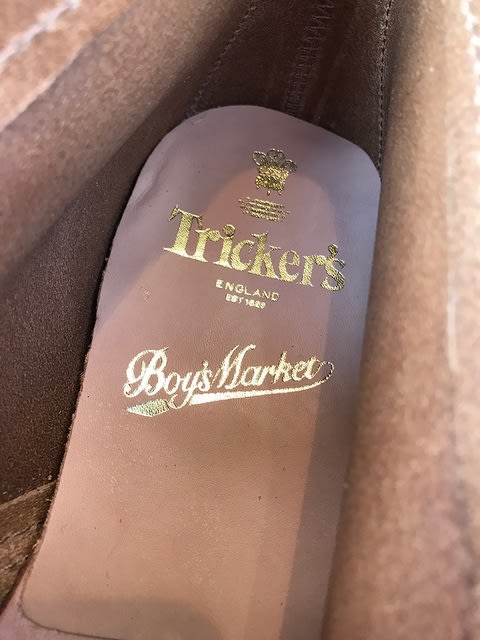 Tricker's
ENGLAND
EST 1829
Boy's Market